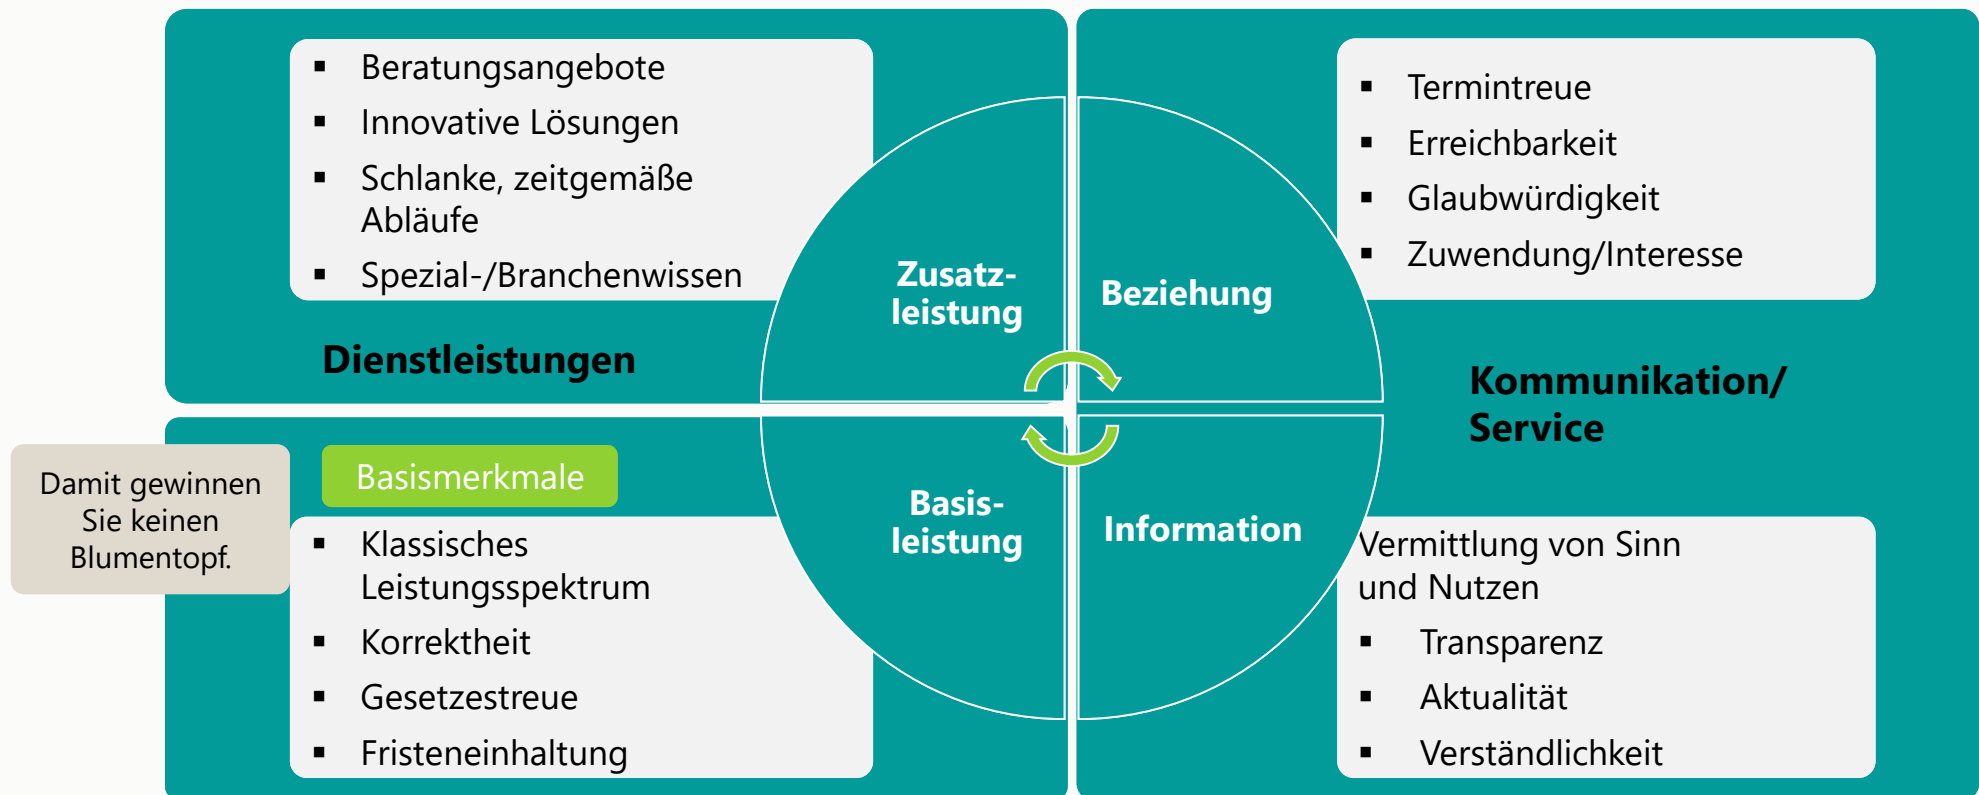 ▪ Beratungsangebote
▪ Innovative Lösungen
▪ Schlanke, zeitgemäße
Abläufe
▪ Spezial-/Branchenwissen
Dienstleistungen
Zusatz-
leistung
Beziehung
▪ Termintreue
▪ Erreichbarkeit
▪ Glaubwürdigkeit
▪ Zuwendung/Interesse
Kommunikation/
Service
Damit gewinnen
Sie keinen
Blumentopf.
Basismerkmale
▪ Klassisches
Leistungsspektrum
▪ Korrektheit
▪ Gesetzestreue
▪ Fristeneinhaltung
Basis-
leistung
Information
Vermittlung von Sinn
und Nutzen
▪ Transparenz
▪ Aktualität
▪ Verständlichkeit